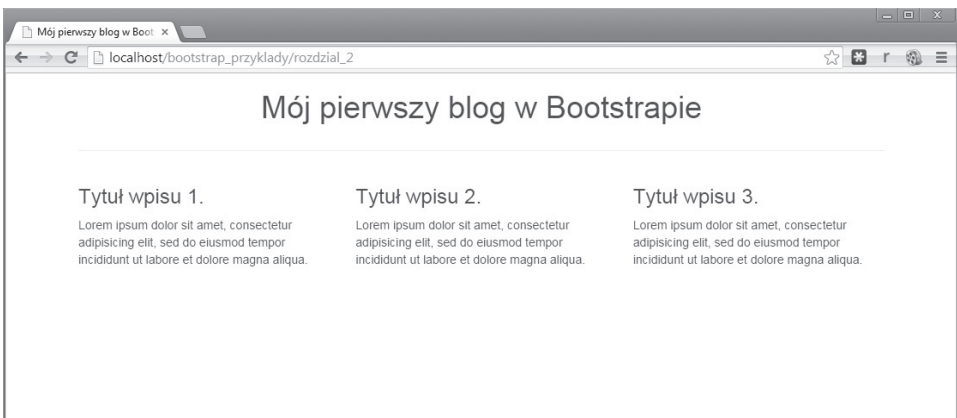 Mój pierwszy blog w Boot
localhost/bootstrap_przyklady/rozdzial_2
r
Mój pierwszy blog w Bootstrapie
Tytuł wpisu 1.
Lorem ipsum dolor sit amet, consectetur
adipisicing elit, sed do eiusmod tempor
incididunt ut labore et dolore magna aliqua.
Tytuł wpisu 2.
Lorem ipsum dolor sit amet, consectetur
adipisicing elit, sed do eiusmod tempor
incididunt ut labore et dolore magna aliqua.
Tytuł wpisu 3.
Lorem ipsum dolor sit amet, consectetur
adipisicing elit, sed do eiusmod tempor
incididunt ut labore et dolore magna aliqua.